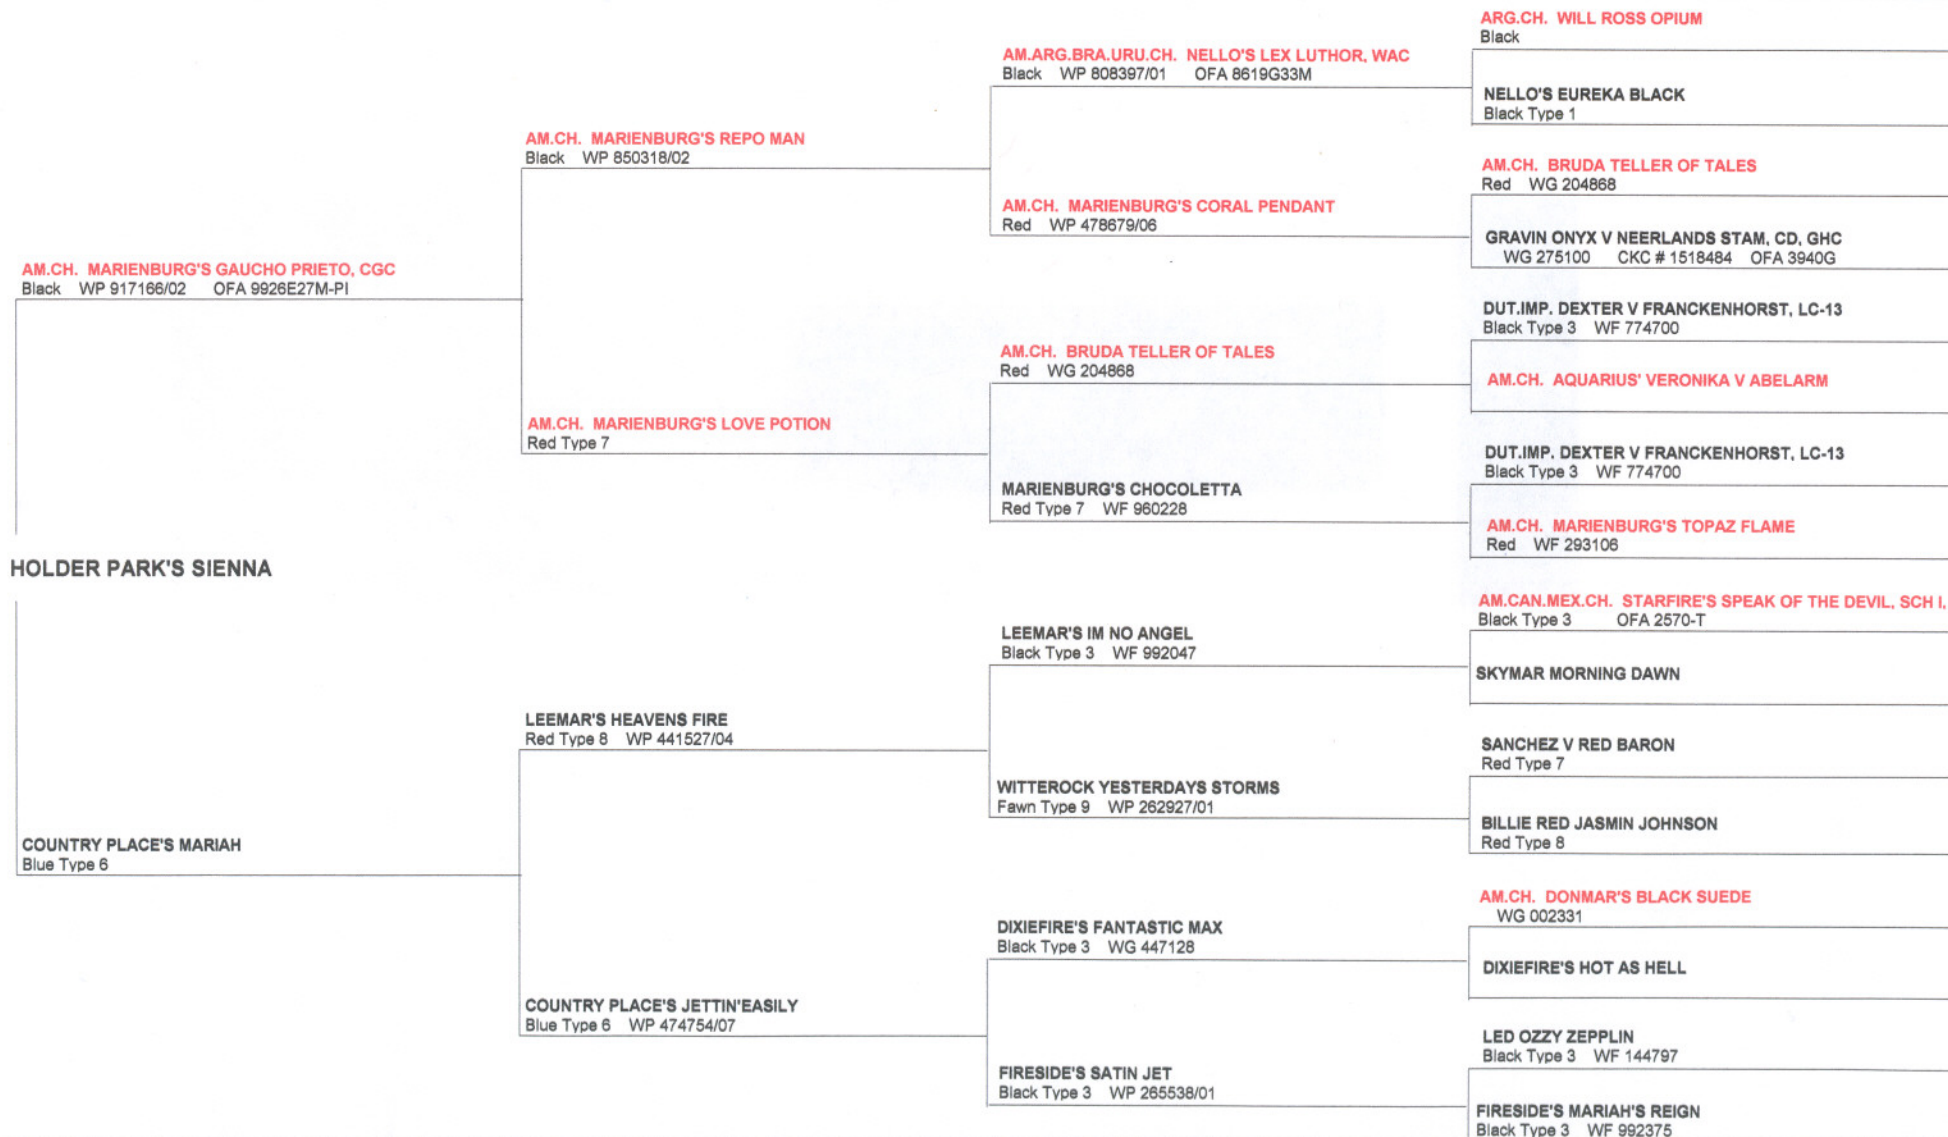 AM.CH. MARIENBURG'S GAUCHO PRIETO, CGC
Black WP 917166/02 OFA 9926E27M-PI
HOLDER PARK'S SIENNA
COUNTRY PLACE'S MARIAH
Blue Type 6
AM.CH. MARIENBURG'S REPO MAN
Black WP 850318/02
AM.CH. MARIENBURG'S LOVE POTION
Red Type 7
LEEMAR'S HEAVENS FIRE
Red Type 8 WP 441527/04
COUNTRY PLACE'S JETTIN'EASILY
Blue Type 6 WP 474754/07
AM.ARG.BRA.URU.CH. NELLO'S LEX LUTHOR, WAC
Black WP 808397/01 OFA 8619G33M
AM.CH. MARIENBURG'S CORAL PENDANT
Red WP 478679/06
AM.CH. BRUDA TELLER OF TALES
Red WG 204868
MARIENBURG'S CHOCOLETTA
Red Type 7 WF 960228
LEEMAR'S IM NO ANGEL
Black Type 3 WF 992047
WITTEROCK YESTERDAYS STORMS
Fawn Type 9 WP 262927/01
DIXIEFIRE'S FANTASTIC MAX
Black Type 3 WG 447128
FIRESIDE'S SATIN JET
Black Type 3 WP 265538/01
ARG.CH. WILL ROSS OPIUM
Black
NELLO'S EUREKA BLACK
Black Type 1
AM.CH. BRUDA TELLER OF TALES
Red WG 204868
GRAVIN ONYX V NEERLANDS STAM, CD, GHC
WG 275100 CKC # 1518484 OFA 3940G
DUT.IMP. DEXTER V FRANCKENHORST, LC-13
Black Type 3 WF 774700
AM.CH. AQUARIUS' VERONIKA V ABELARM
DUT.IMP. DEXTER V FRANCKENHORST, LC-13
Black Type 3 WF 774700
AM.CH. MARIENBURG'S TOPAZ FLAME
Red WF 293106
AM.CAN.MEX.CH. STARFIRE'S SPEAK OF THE DEVIL, SCH I,
Black Type 3 OFA 2570-T
SKYMAR MORNING DAWN
SANCHEZ V RED BARON
Red Type 7
BILLIE RED JASMIN JOHNSON
Red Type 8
AM.CH. DONMAR'S BLACK SUEDE
WG 002331
DIXIEFIRE'S HOT AS HELL
LED OZZY ZEPPLIN
Black Type 3 WF 144797
FIRESIDE'S MARIAH'S REIGN
Black Type 3 WF 992375